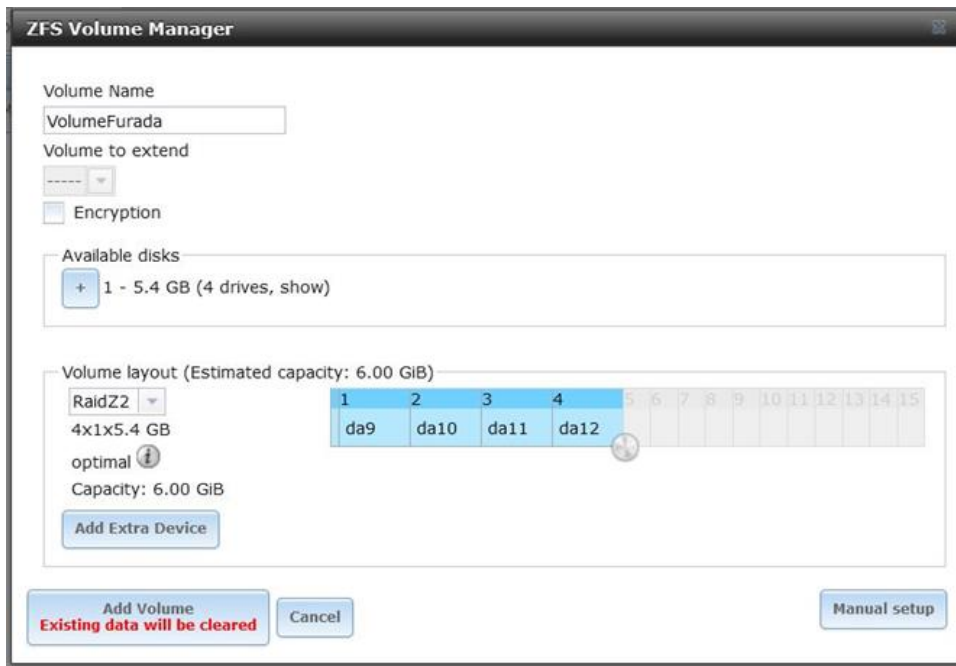 ZFS Volume Manager
Volume Name
VolumeFurada
Volume to extend
-----
Encryption
Available disks
+ 1 - 5.4 GB (4 drives, show)
Volume layout (Estimated capacity: 6.00 GiB)
RaidZ2
1 2 3 4 5 6 7 8 9 10 11 12 13 14 15
da9 da10 da11 da12
4x1x5.4 GB
optimal i
Capacity: 6.00 GiB
Add Extra Device
Add Volume
Existing data will be cleared
Cancel
Manual setup